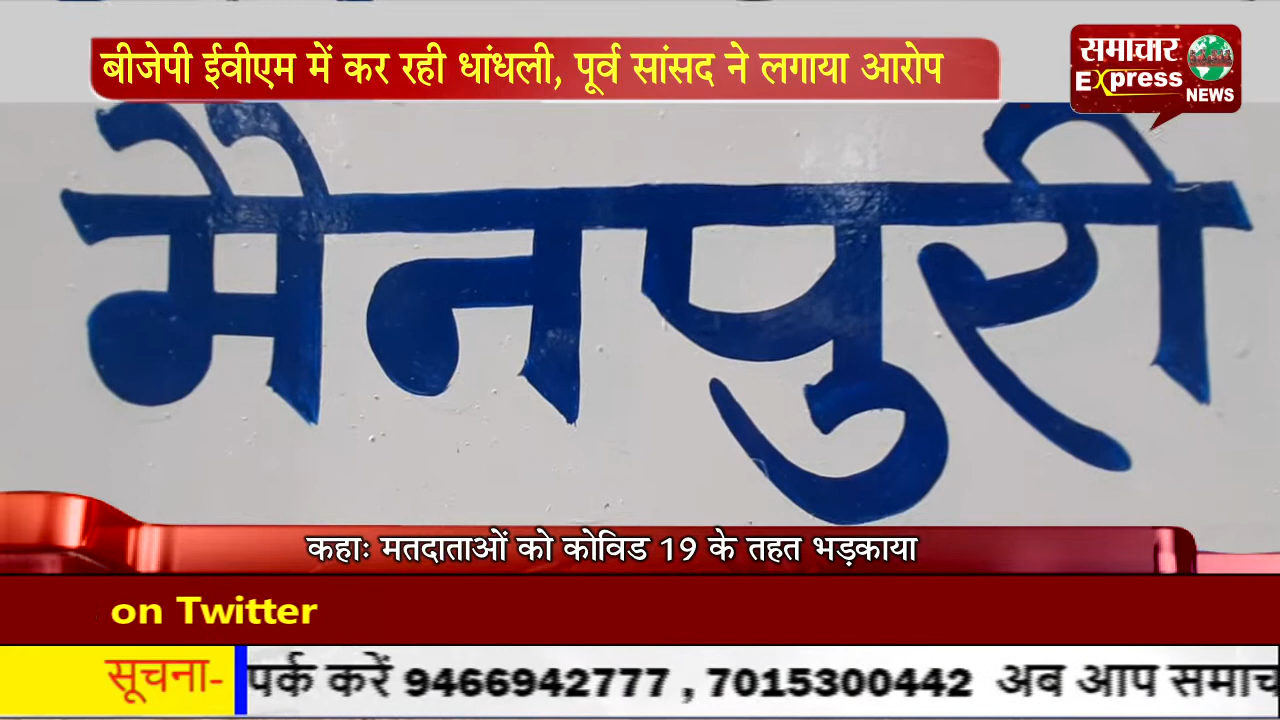 बीजेपी ईवीएम में कर रही धांधली, पूर्व सांसद ने लगाया आरोप
समाचार
Express
NEWS
मैनपुरी
कहाः मतदाताओं को कोविड 19 के तहत भड़काया
on Twitter
सूचना- पर्क करें 9466942777 , 7015300442 अब आप समाच